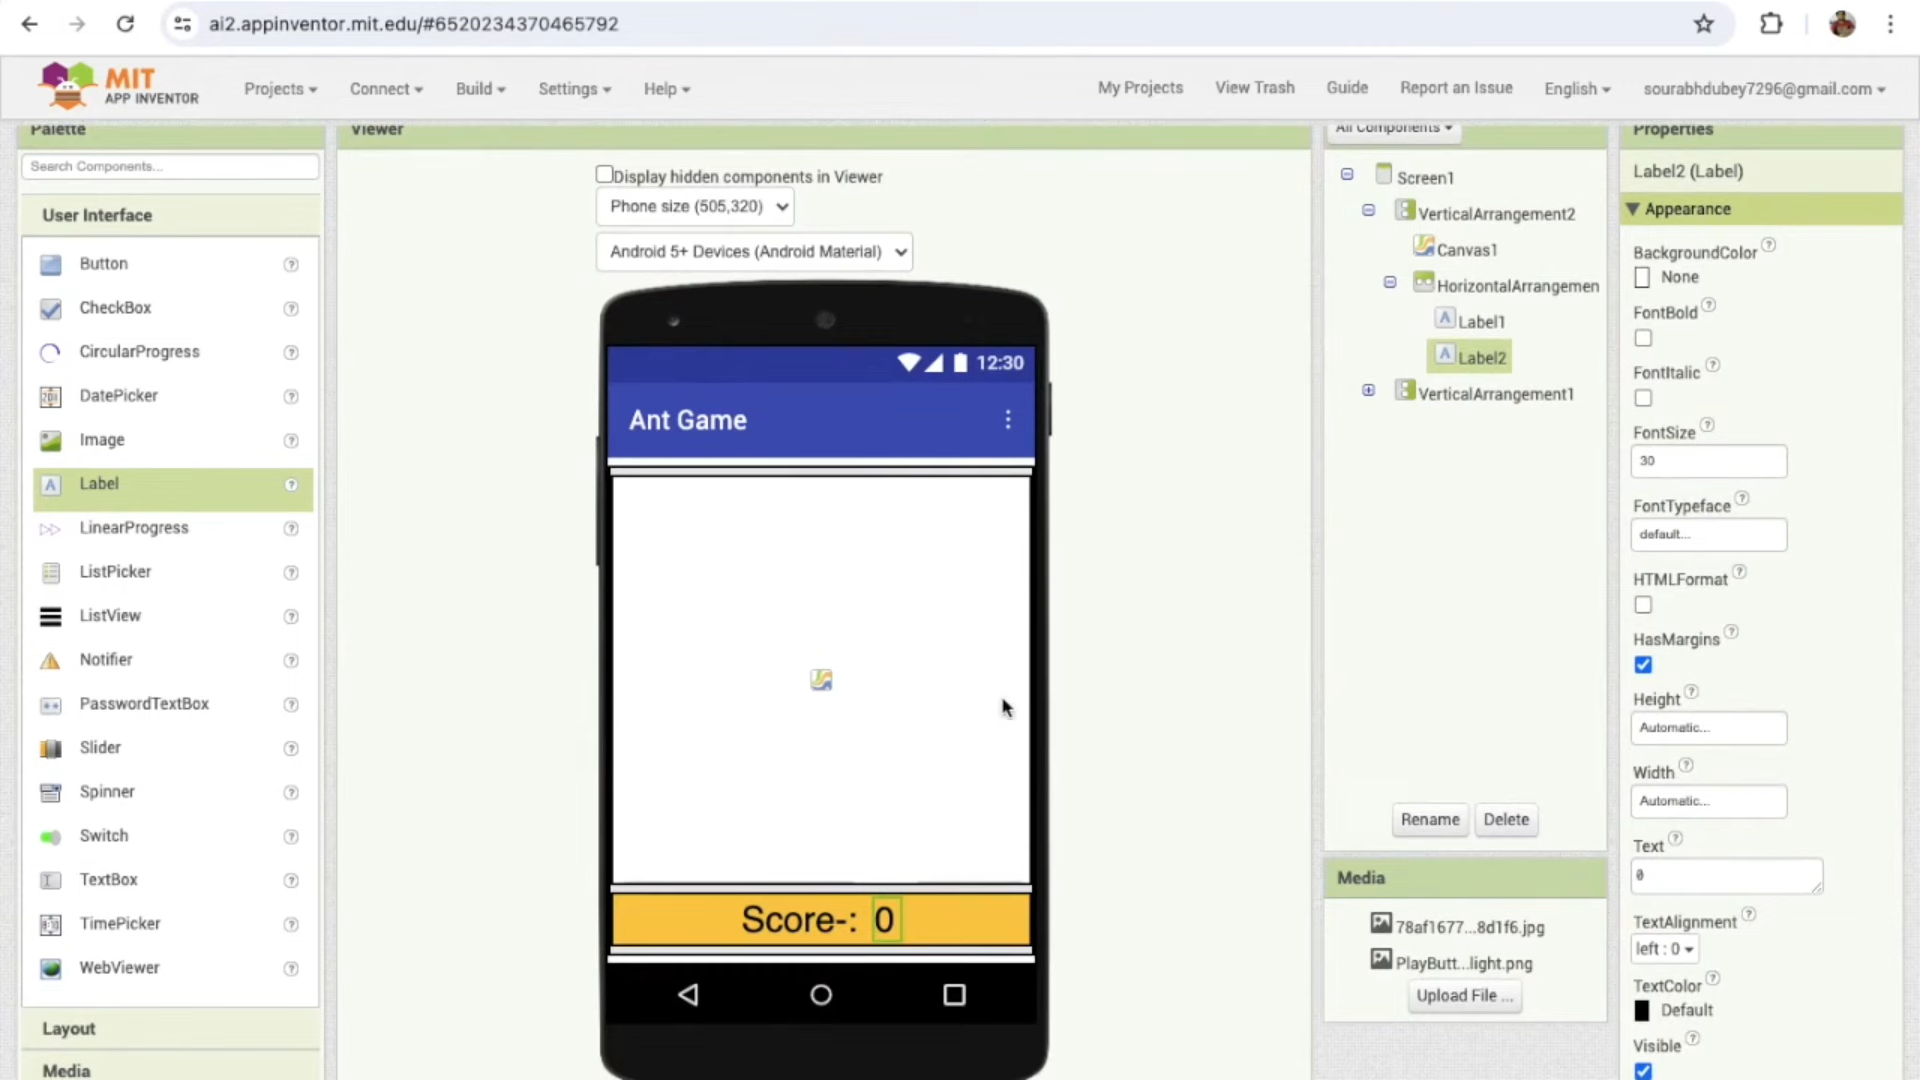 ai2.appinventor.mit.edu/#6520234370465792
MIT
APP INVENTOR
Projects
Connect
Build
Settings
Help
My Projects
View Trash
Guide
Report an Issue
English
sourabhdubey7296@gmail.com
Palette
Search Components...
User Interface
Button
CheckBox
CircularProgress
DatePicker
Image
Label
LinearProgress
ListPicker
ListView
Notifier
PasswordTextBox
Slider
Spinner
Switch
TextBox
TimePicker
WebViewer
Layout
Media
Viewer
Display hidden components in Viewer
Phone size (505,320)
Android 5+ Devices (Android Material)
12:30
Ant Game
Score-: 0
All Components
Screen1
VerticalArrangement2
Canvas1
HorizontalArrangemen
Label1
Label2
VerticalArrangement1
Rename
Delete
Media
78af1677...8d1f6.jpg
PlayButt...light.png
Upload File ...
Properties
Label2 (Label)
Appearance
BackgroundColor
None
FontBold
FontItalic
FontSize
30
FontTypeface
default...
HTMLFormat
HasMargins
Height
Automatic...
Width
Automatic...
Text
0
TextAlignment
left : 0
TextColor
Default
Visible